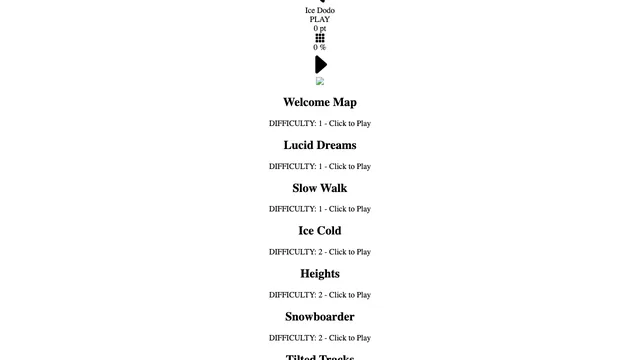 Ice Dodo
PLAY
0 pt
0 %
Welcome Map
DIFFICULTY: 1 - Click to Play
Lucid Dreams
DIFFICULTY: 1 - Click to Play
Slow Walk
DIFFICULTY: 1 - Click to Play
Ice Cold
DIFFICULTY: 2 - Click to Play
Heights
DIFFICULTY: 2 - Click to Play
Snowboarder
DIFFICULTY: 2 - Click to Play
Tilted Tracks